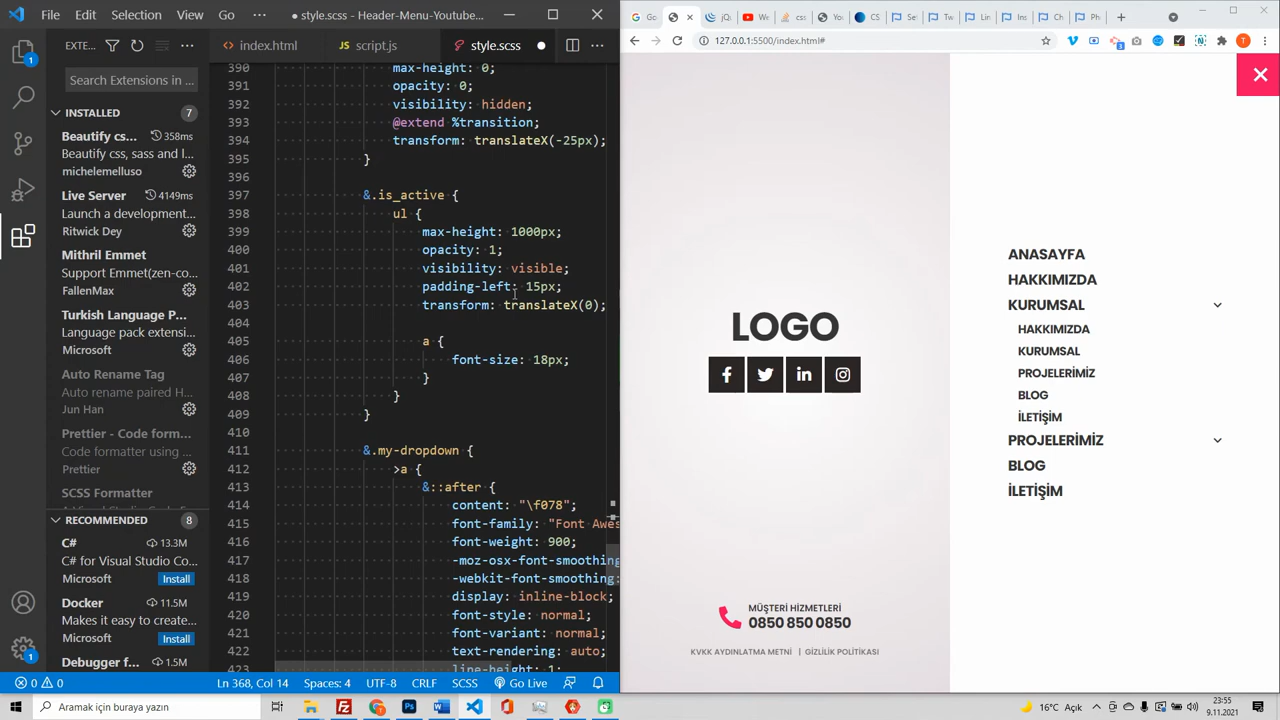 File Edit Selection View Go ··· ● style.scss - Header-Menu-Youtube...
EXTE...
index.html
script.js
style.scss
Search Extensions in...
INSTALLED 7
Beautify css... 358ms
Beautify css, sass and l...
michelemelluso
Live Server 4149ms
Launch a development...
Ritwick Dey
Mithril Emmet
Support Emmet(zen-co...
FallenMax
Turkish Language P...
Language pack extensi...
Microsoft
Auto Rename Tag
Auto rename paired H...
Jun Han
Prettier - Code form...
Code formatter using ...
Prettier
SCSS Formatter
RECOMMENDED 8
C# 13.3M
C# for Visual Studio Co...
Microsoft Install
Docker 11.5M
Makes it easy to create...
Microsoft Install
Debugger f... 1.5M
390 max-height: 0;
391 opacity: 0;
392 visibility: hidden;
393 @extend %transition;
394 transform: translateX(-25px);
395 }
396
397 &.is_active {
398 ul {
399 max-height: 1000px;
400 opacity: 1;
401 visibility: visible;
402 padding-left: 15px;
403 transform: translateX(0);
404
405 a {
406 font-size: 18px;
407 }
408 }
409 }
410
411 &.my-dropdown {
412 >a {
413 &::after {
414 content: "\f078";
415 font-family: "Font Awes
416 font-weight: 900;
417 -moz-osx-font-smoothing
418 -webkit-font-smoothing:
419 display: inline-block;
420 font-style: normal;
421 font-variant: normal;
422 text-rendering: auto;
423 line-height: 1;
0 0 Ln 368, Col 14 Spaces: 4 UTF-8 CRLF SCSS Go Live
127.0.0.1:5500/index.html#
LOGO
MÜŞTERİ HİZMETLERİ
0850 850 0850
KVKK AYDINLATMA METNİ | GİZLİLİK POLİTİKASI
ANASAYFA
HAKKIMIZDA
KURUMSAL
HAKKIMIZDA
KURUMSAL
PROJELERİMİZ
BLOG
İLETİŞİM
PROJELERİMİZ
BLOG
İLETİŞİM
Aramak için buraya yazın
16°C Açık
23:55
9.11.2021